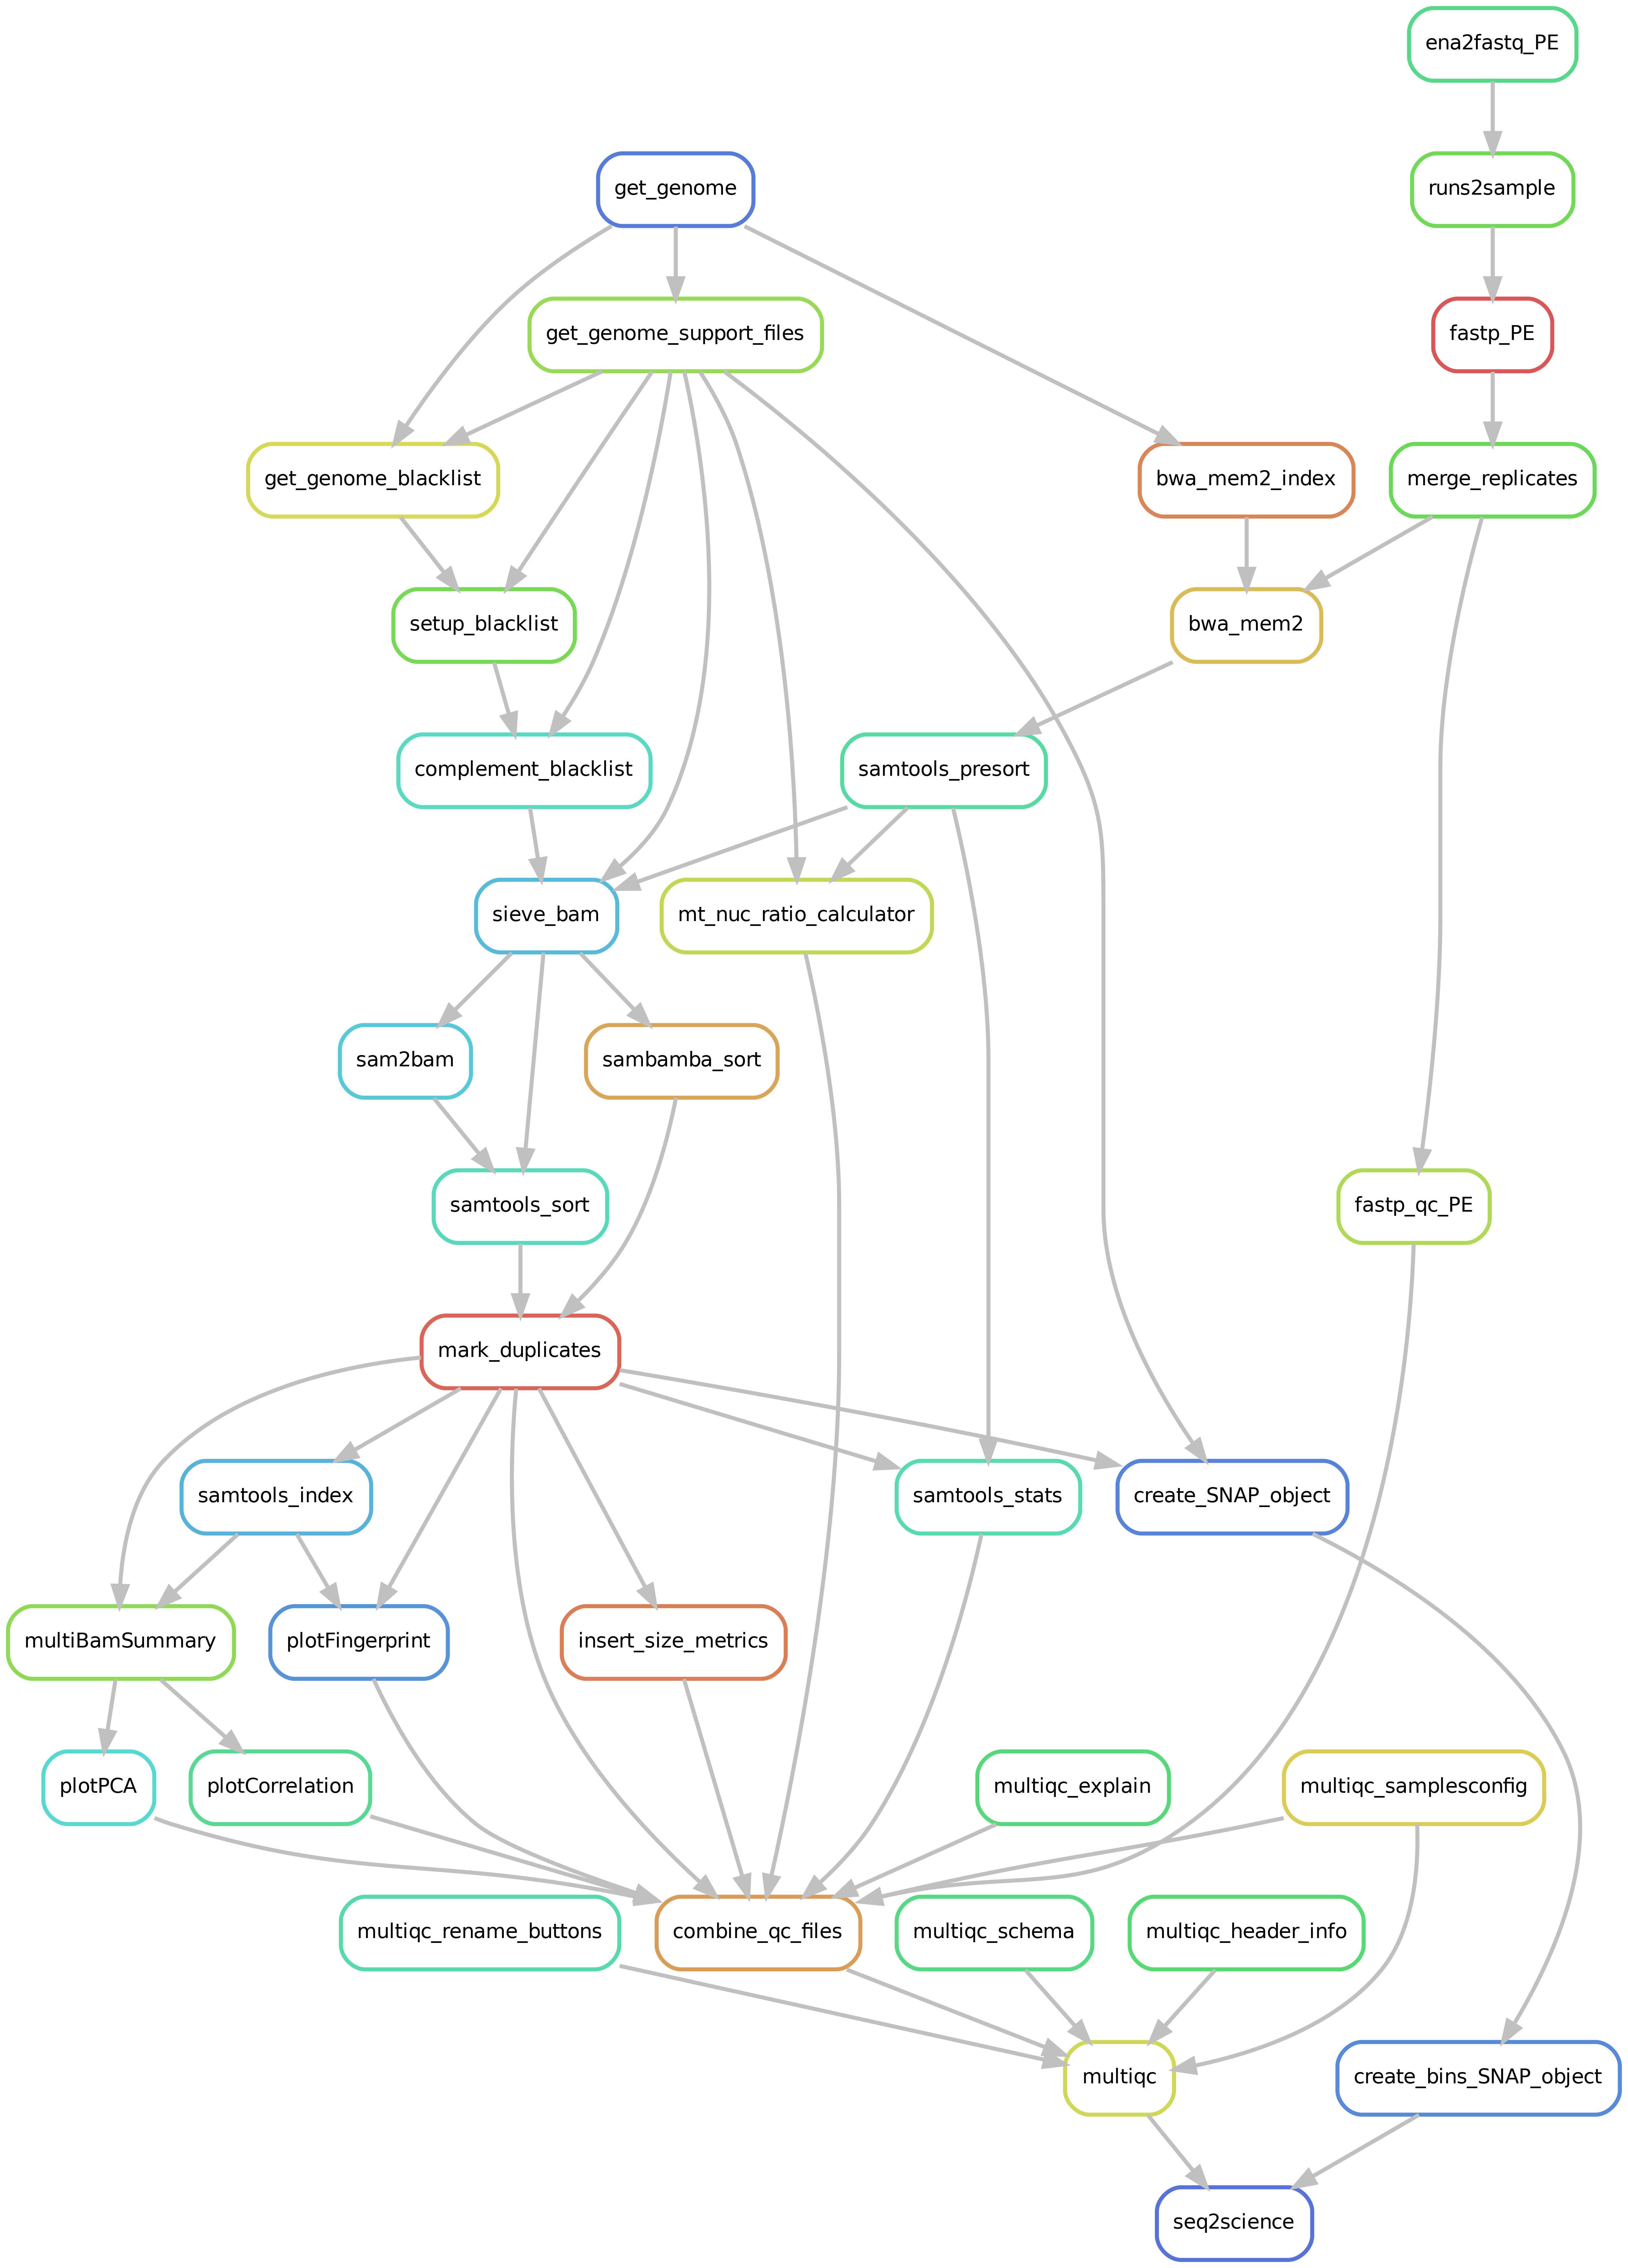 ena2fastq_PE
get_genome
runs2sample
get_genome_support_files
fastp_PE
get_genome_blacklist
bwa_mem2_index
merge_replicates
setup_blacklist
bwa_mem2
complement_blacklist
samtools_presort
sieve_bam
mt_nuc_ratio_calculator
sam2bam
sambamba_sort
samtools_sort
fastp_qc_PE
mark_duplicates
samtools_index
samtools_stats
create_SNAP_object
multiBamSummary
plotFingerprint
insert_size_metrics
plotPCA
plotCorrelation
multiqc_explain
multiqc_samplesconfig
multiqc_rename_buttons
combine_qc_files
multiqc_schema
multiqc_header_info
multiqc
create_bins_SNAP_object
seq2science